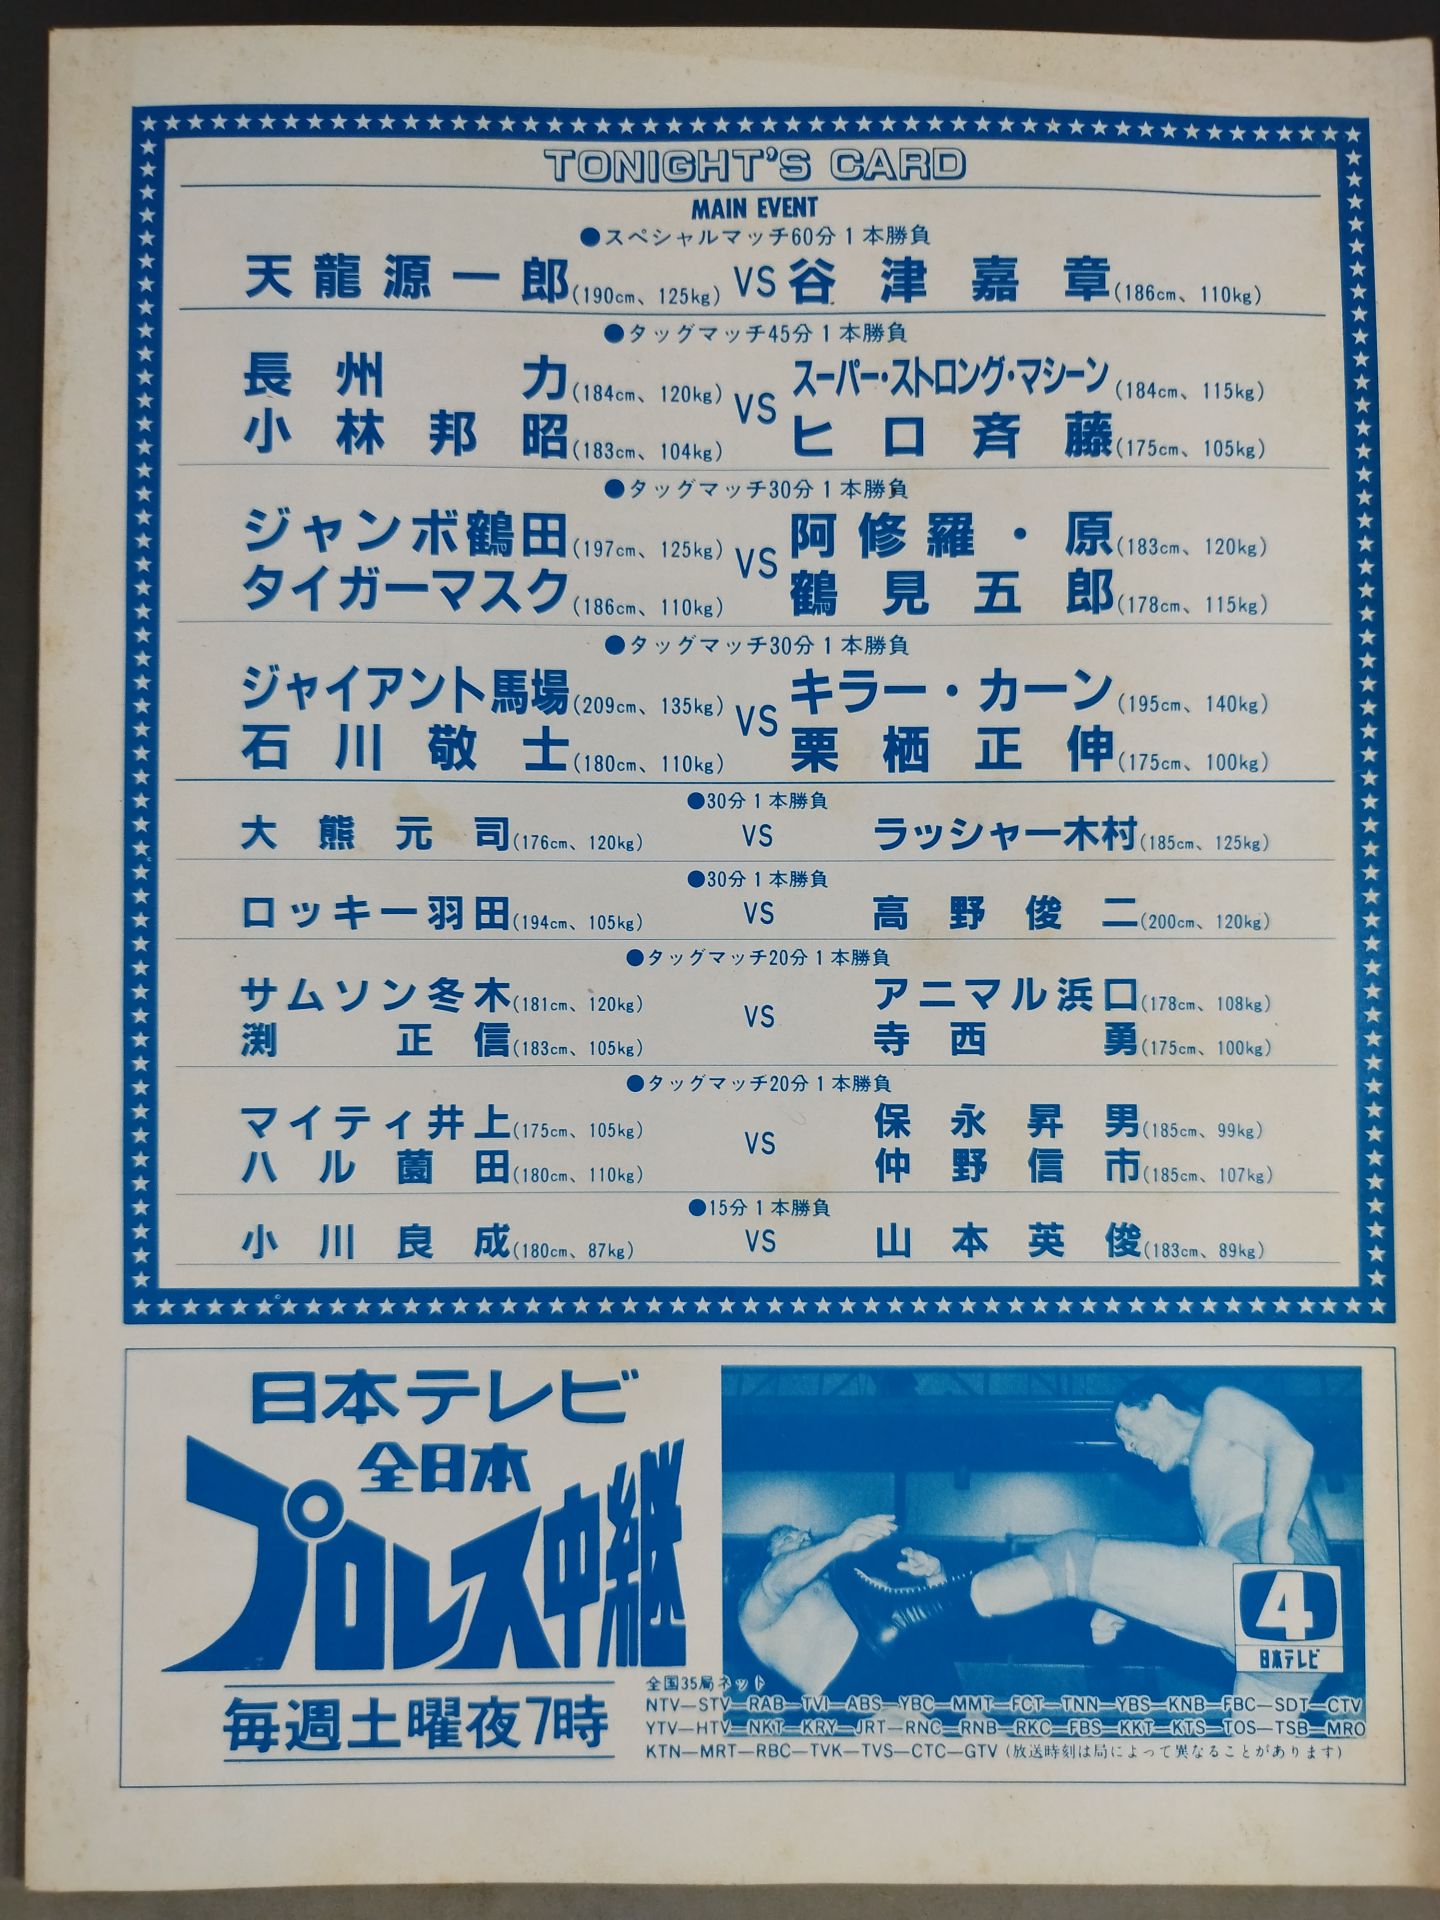 TONIGHT'S CARD
MAIN EVENT
●スペシャルマッチ60分1本勝負
天龍源一郎(190cm、125kg) VS 谷津嘉章(186cm、110kg)
●タッグマッチ45分1本勝負
長州力(184cm、120kg) VS スーパー・ストロング・マシーン(184cm、115kg)
小林邦昭(183cm、104kg) ヒロ斉藤(175cm、105kg)
●タッグマッチ30分1本勝負
ジャンボ鶴田(197cm、125kg) VS 阿修羅・原(183cm、120kg)
タイガーマスク(186cm、110kg) 鶴見五郎(178cm、115kg)
●タッグマッチ30分1本勝負
ジャイアント馬場(209cm、135kg) VS キラー・カーン(195cm、140kg)
石川敬士(180cm、110kg) 栗栖正伸(175cm、100kg)
●30分1本勝負
大熊元司(176cm、120kg) VS ラッシャー木村(185cm、125kg)
●30分1本勝負
ロッキー羽田(194cm、105kg) VS 高野俊二(200cm、120kg)
●タッグマッチ20分1本勝負
サムソン冬木(181cm、120kg) VS アニマル浜口(178cm、108kg)
渕正信(183cm、105kg) 寺西勇(175cm、100kg)
●タッグマッチ20分1本勝負
マイティ井上(175cm、105kg) VS 保永昇男(185cm、99kg)
ハル薗田(180cm、110kg) 仲野信市(185cm、107kg)
●15分1本勝負
小川良成(180cm、87kg) VS 山本英俊(183cm、89kg)
日本テレビ
全日本
プロレス中継
毎週土曜夜7時
4
日本テレビ
全国35局ネット
NTV—STV—RAB—TVI—ABS—YBC—MMT—FCT—TNN—YBS—KNB—FBC—SDT—CTV
YTV—HTV—NKT—KRY—JRT—RNC—RNB—RKC—FBS—KKT—KTS—TOS—TSB—MRO
KTN—MRT—RBC—TVK—TVS—CTC—GTV (放送時刻は局によって異なることがあります)